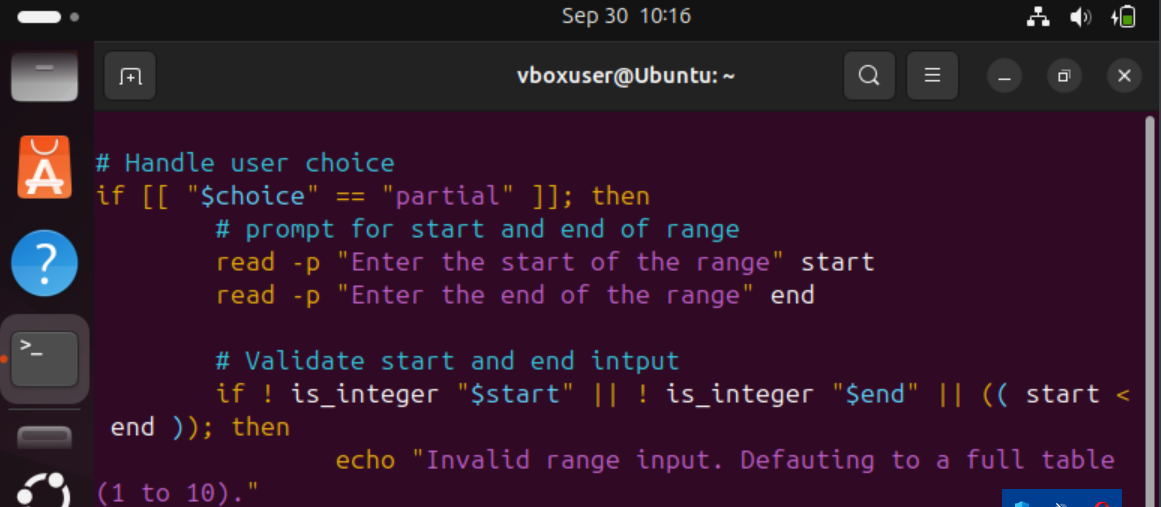 Sep 30 10:16
vboxuser@Ubuntu: ~
# Handle user choice
if [[ "$choice" == "partial" ]]; then
# prompt for start and end of range
read -p "Enter the start of the range" start
read -p "Enter the end of the range" end
# Validate start and end intput
if ! is_integer "$start" || ! is_integer "$end" || (( start <
end )); then
echo "Invalid range input. Defauting to a full table
(1 to 10)."